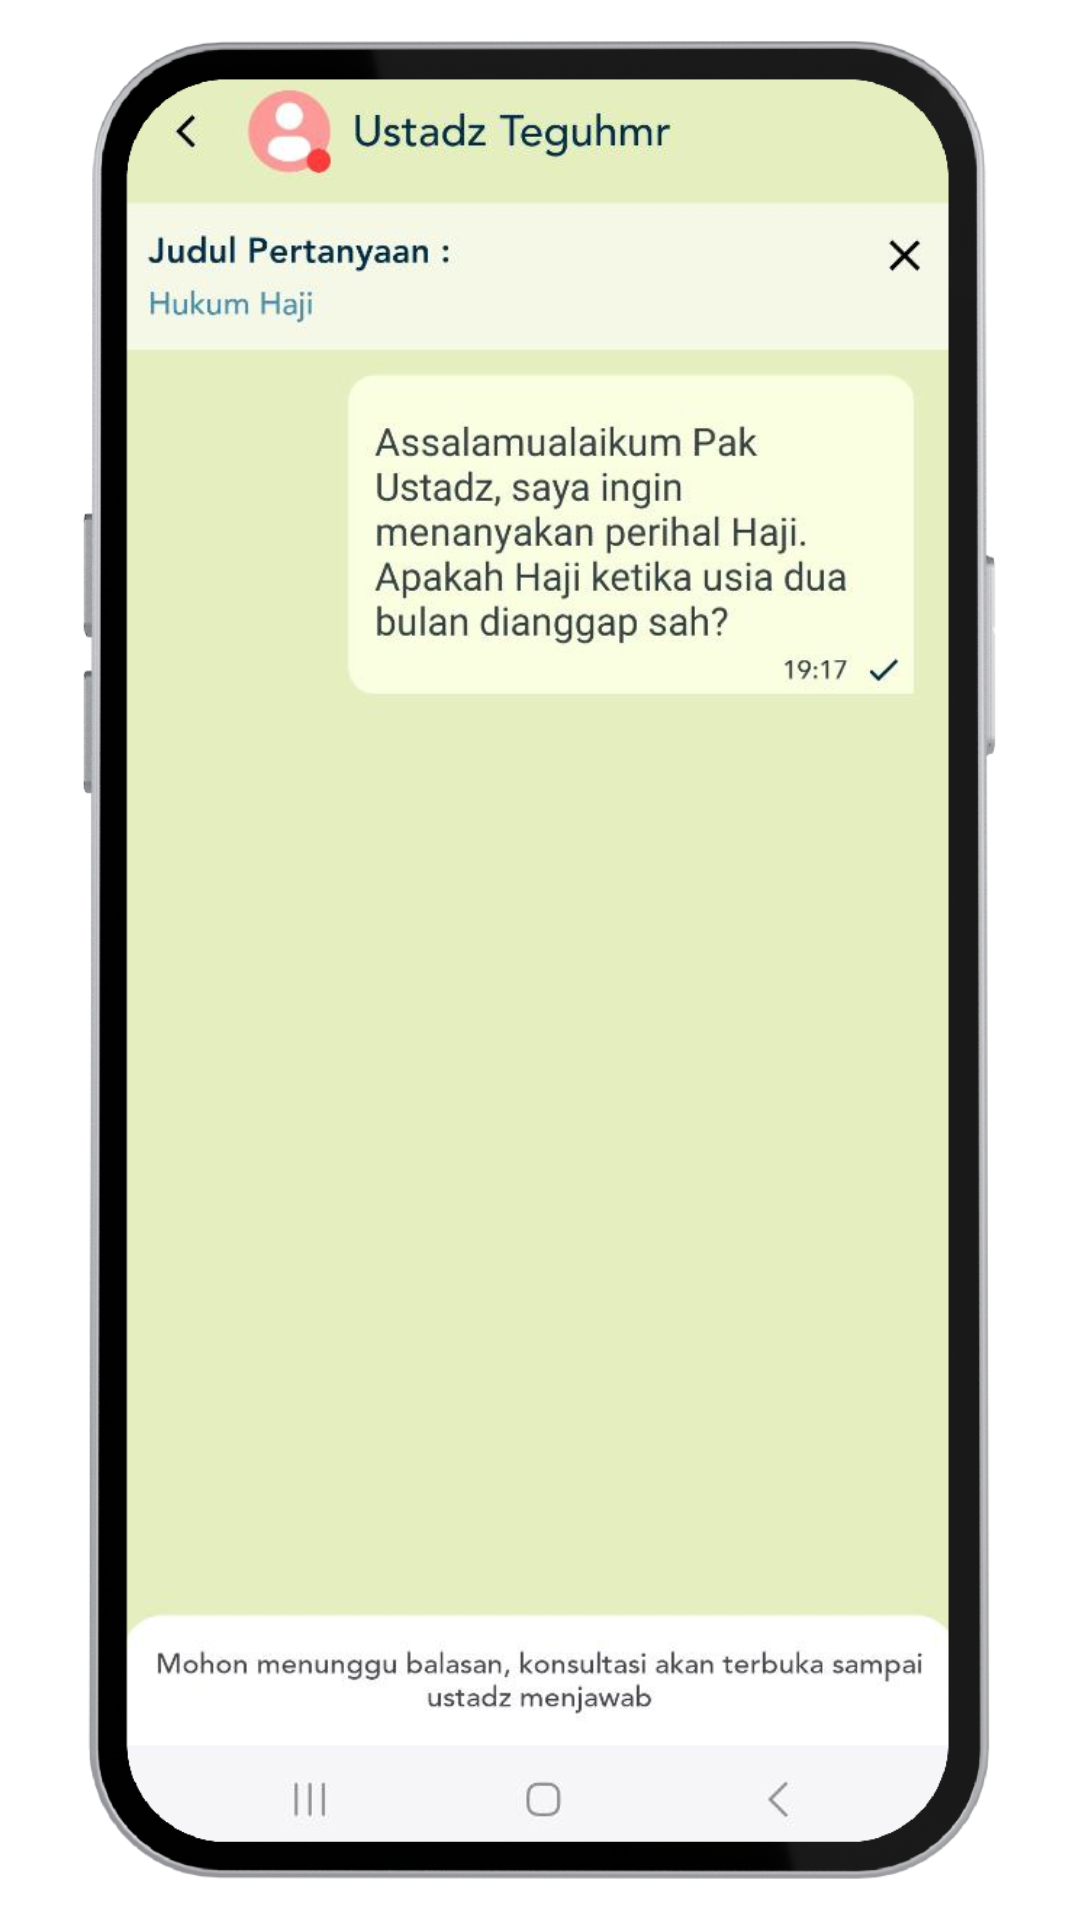 Ustadz Teguhmr
Judul Pertanyaan :
Hukum Haji
Assalamualaikum Pak
Ustadz, saya ingin
menanyakan perihal Haji.
Apakah Haji ketika usia dua
bulan dianggap sah?
19:17
Mohon menunggu balasan, konsultasi akan terbuka sampai
ustadz menjawab